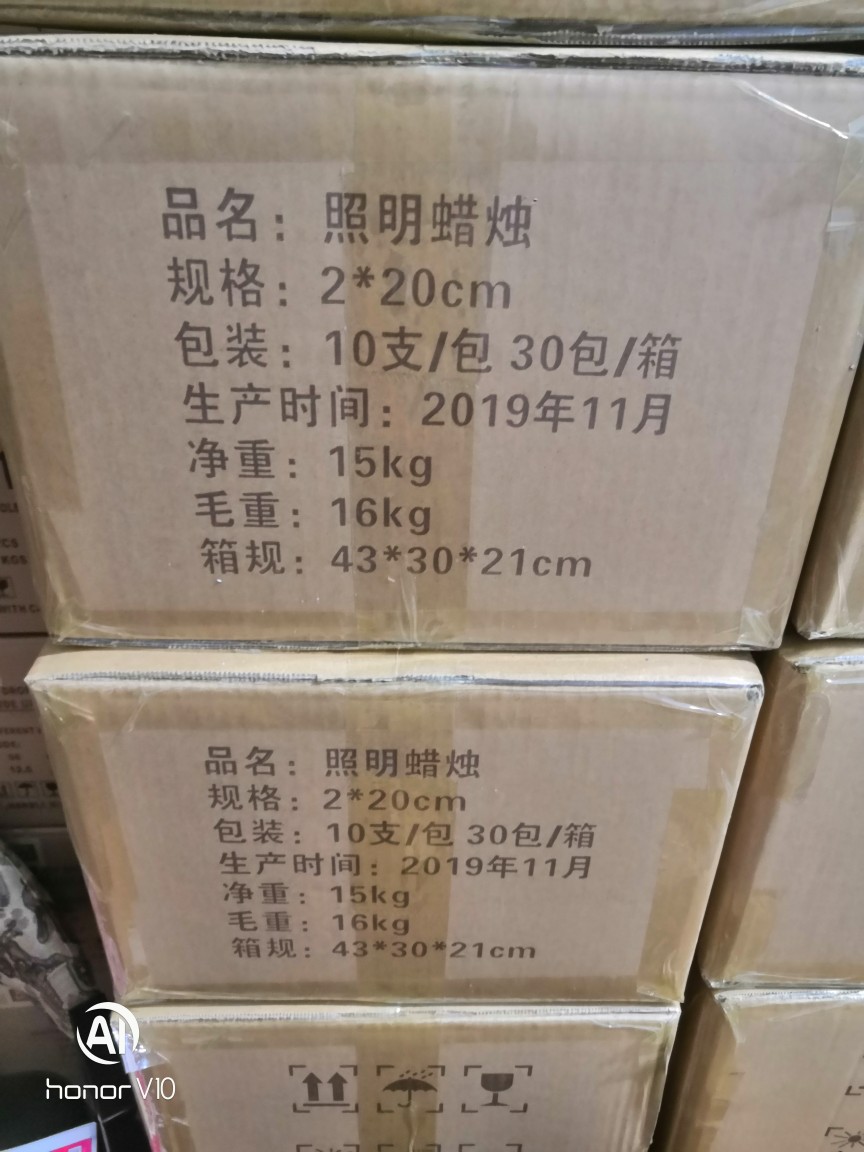 品名：照明蜡烛
规格：2*20cm
包装：10支/包 30包/箱
生产时间：2019年11月
净重：15kg
毛重：16kg
箱规：43*30*21cm
品名：照明蜡烛
规格：2*20cm
包装：10支/包 30包/箱
生产时间：2019年11月
净重：15kg
毛重：16kg
箱规：43*30*21cm
AI
honor V10